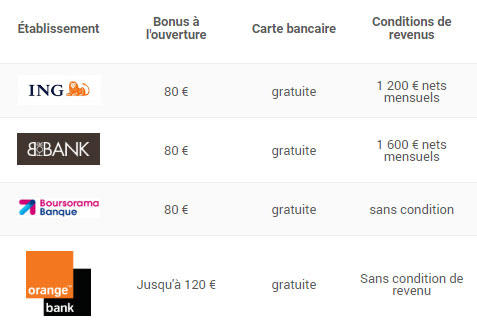 Établissement
Bonus à
l'ouverture
Carte bancaire
Conditions de
revenus
ING
80 €
gratuite
1 200 € nets
mensuels
BforBANK
80 €
gratuite
1 600 € nets
mensuels
Boursorama
Banque
80 €
gratuite
sans condition
orange™
bank
Jusqu'à 120 €
gratuite
Sans condition de
revenu